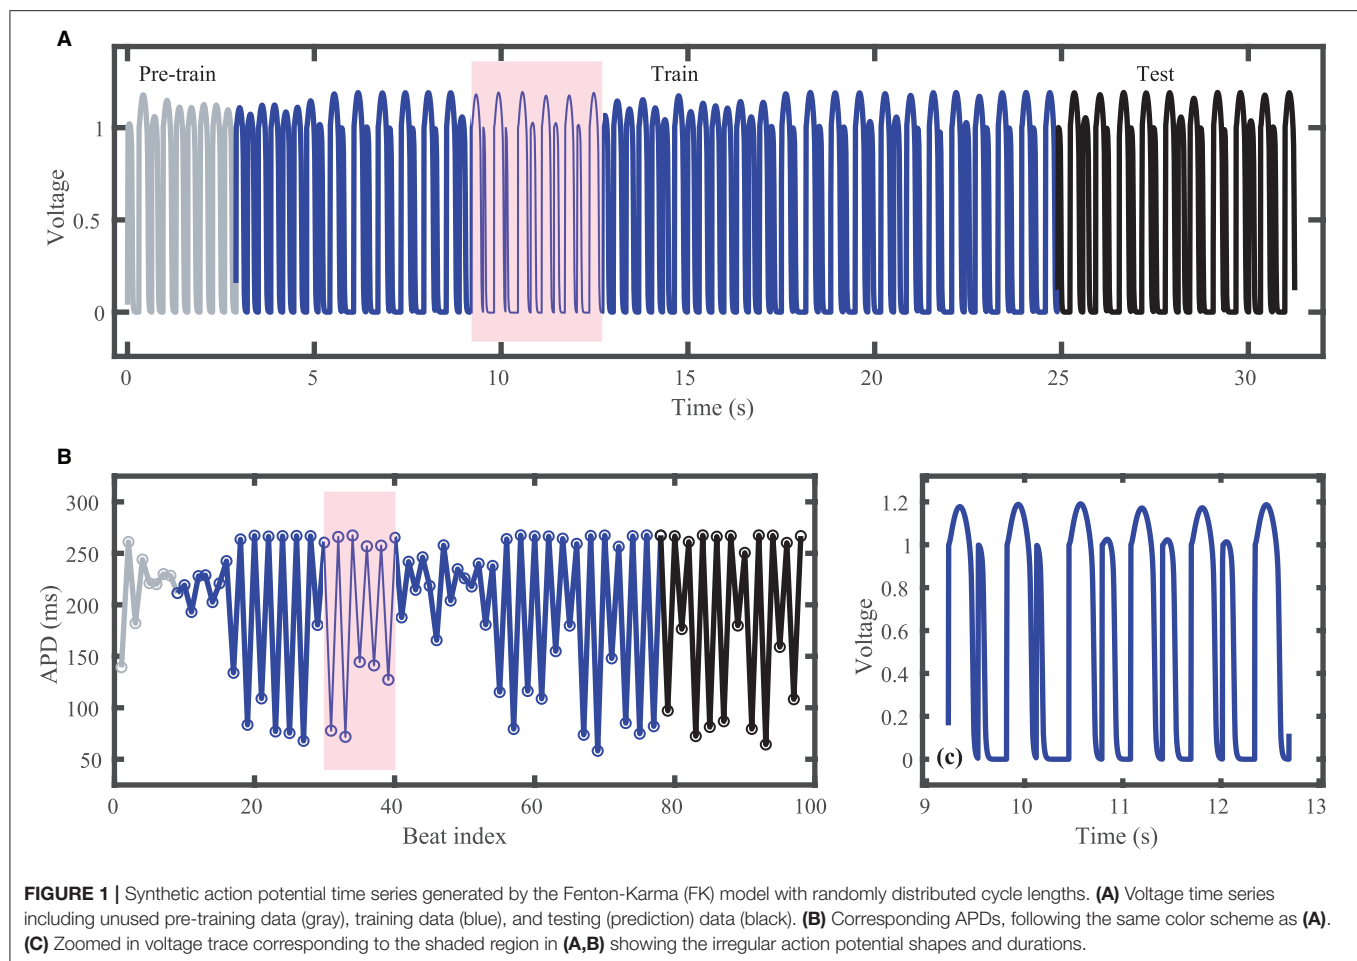 A
Pre-train
Train
Test
1
0.5
0
Voltage
0
5
10
15
20
25
30
Time (s)
B
300
250
200
150
100
50
APD (ms)
0
20
40
60
80
100
Beat index
1.2
1
0.8
0.6
0.4
0.2
0
Voltage
(c)
9
10
11
12
13
Time (s)
FIGURE 1 | Synthetic action potential time series generated by the Fenton-Karma (FK) model with randomly distributed cycle lengths. (A) Voltage time series
including unused pre-training data (gray), training data (blue), and testing (prediction) data (black). (B) Corresponding APDs, following the same color scheme as (A).
(C) Zoomed in voltage trace corresponding to the shaded region in (A,B) showing the irregular action potential shapes and durations.